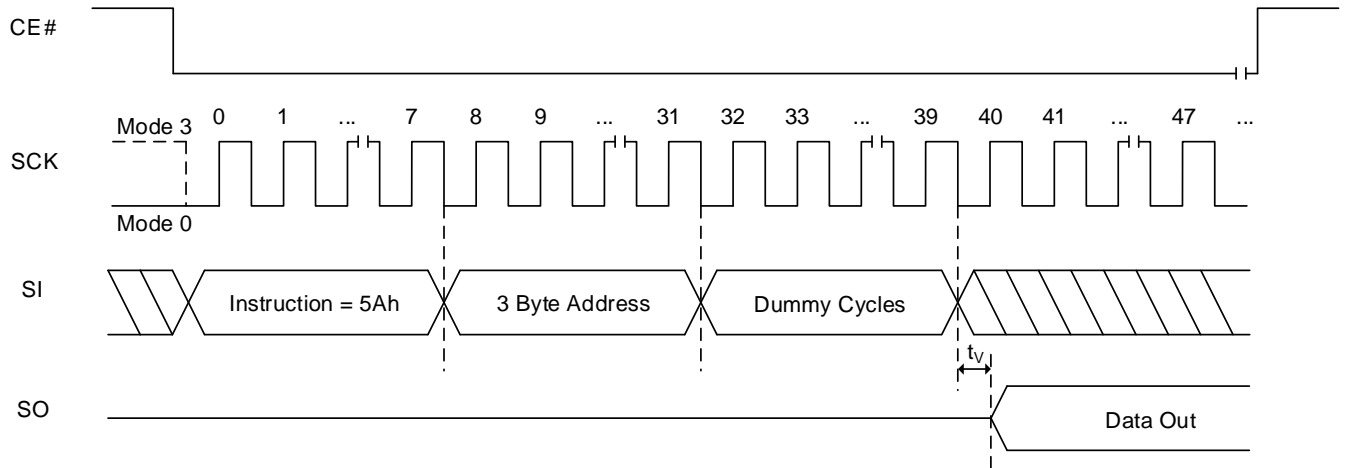 CE#
0 1 ... 7 8 9 ... 31 32 33 ... 39 40 41 ... 47 ...
Mode 3
SCK
Mode 0
SI
Instruction = 5Ah
3 Byte Address
Dummy Cycles
tV
SO
Data Out